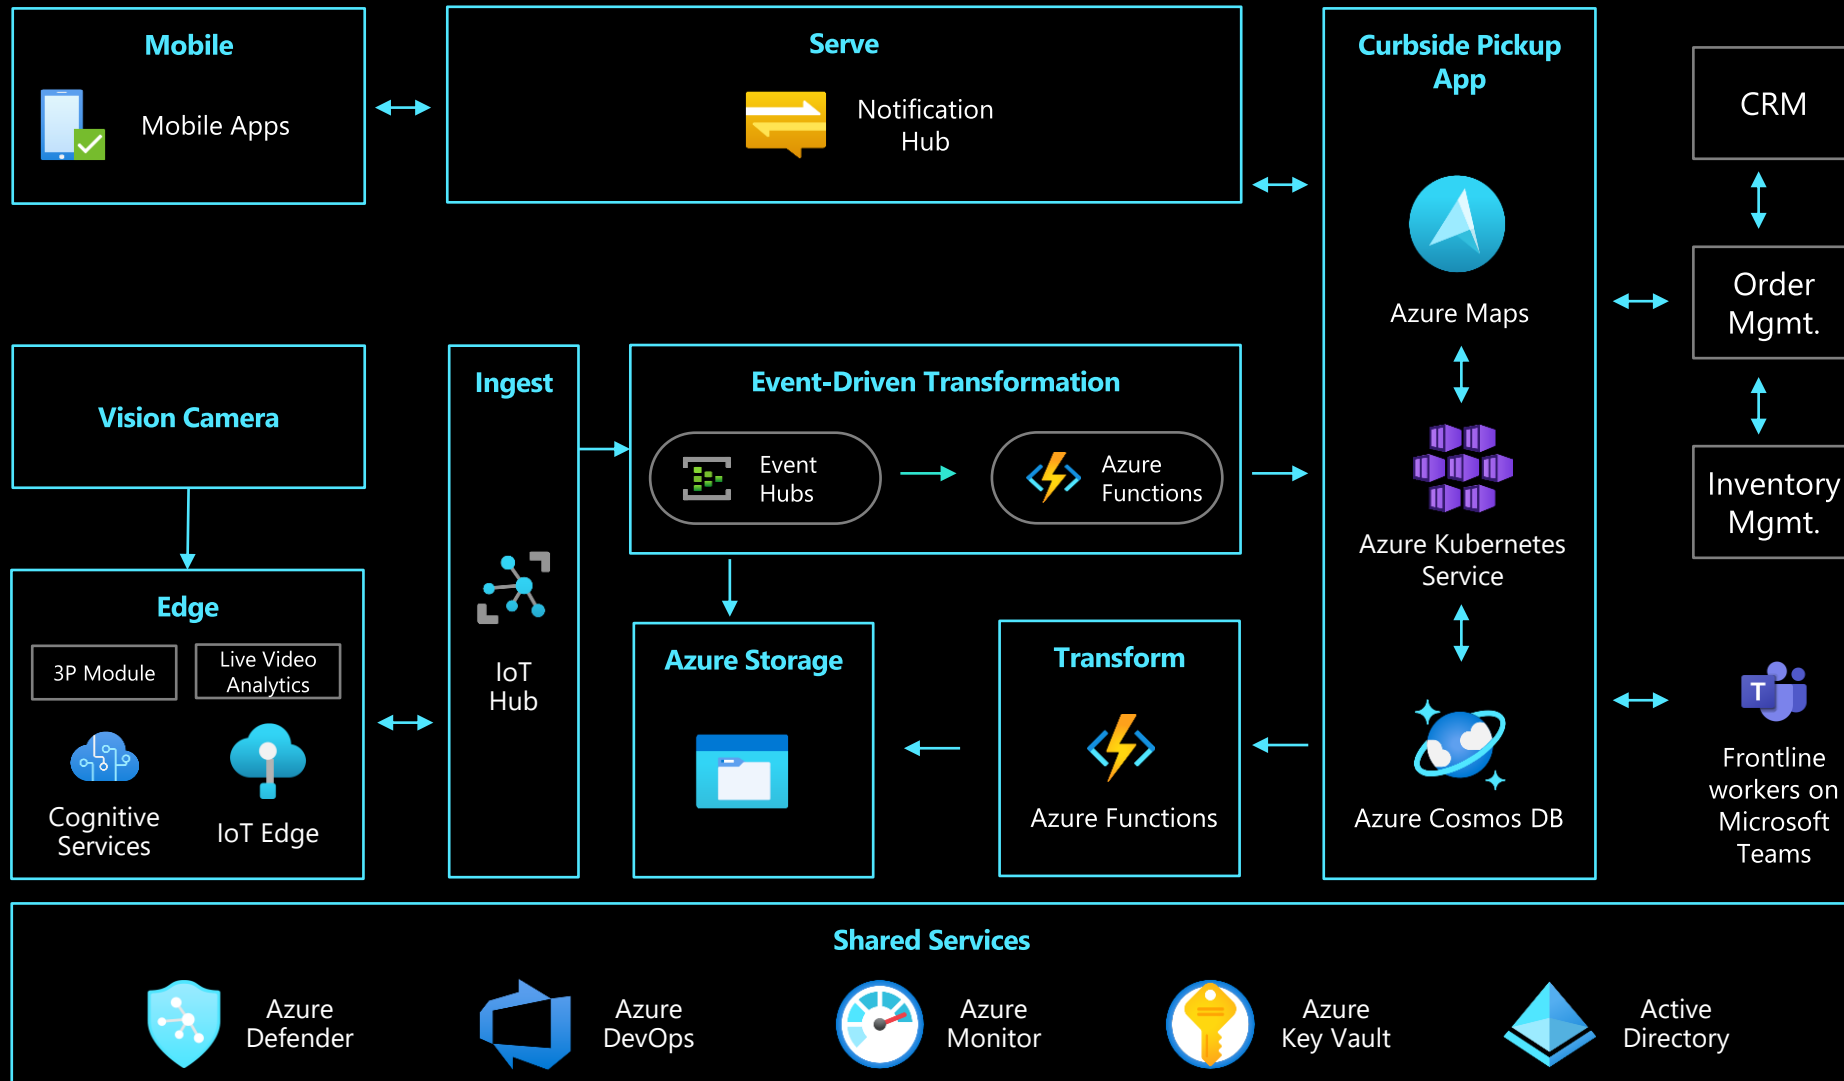 Mobile
Mobile Apps
Serve
Notification
Hub
Curbside Pickup
App
Azure Maps
Azure Kubernetes
Service
Azure Cosmos DB
CRM
Order
Mgmt.
Inventory
Mgmt.
T
Frontline
workers on
Microsoft
Teams
Vision Camera
Edge
3P Module
Live Video
Analytics
Cognitive
Services
IoT Edge
Ingest
IoT
Hub
Event-Driven Transformation
Event
Hubs
Azure
Functions
Azure Storage
Transform
Azure Functions
Shared Services
Azure
Defender
Azure
DevOps
Azure
Monitor
Azure
Key Vault
Active
Directory